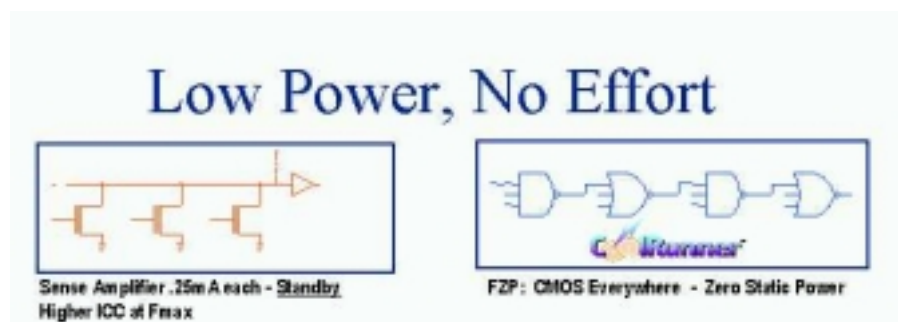 Low Power, No Effort
CoolRunner
Sense Amplifier .25mA each - Standby
Higher ICC at Fmax
FZP: CMOS Everywhere - Zero Static Power